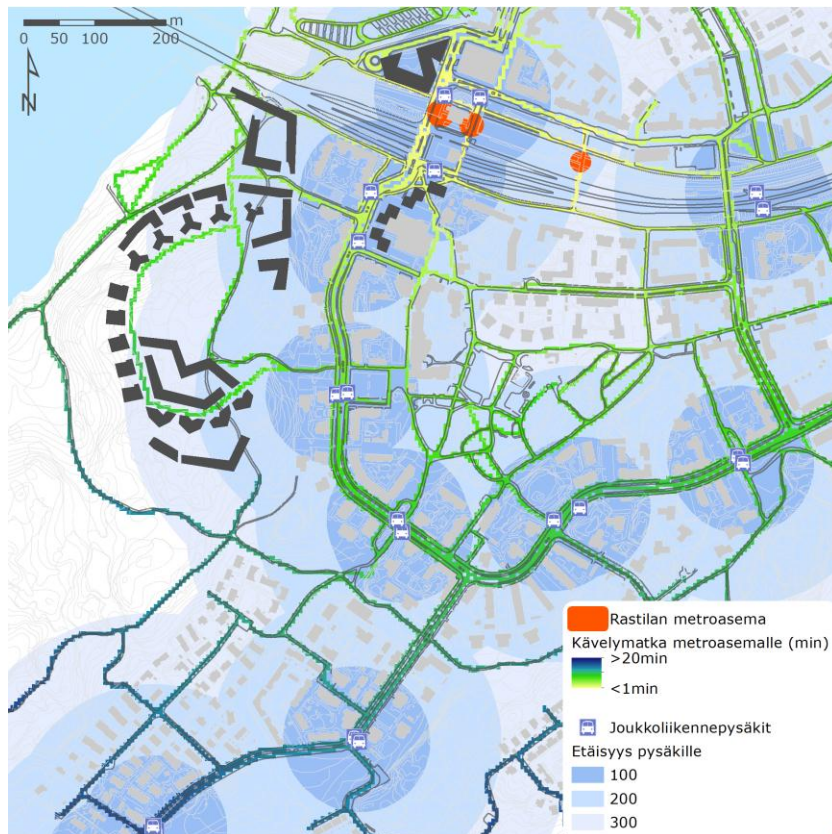 m
0 50 100 200
N
Rastilan metroasema
Kävelymatka metroasemalle (min)
>20min
<1min
Joukkoliikennepysäkit
Etäisyys pysäkille
100
200
300